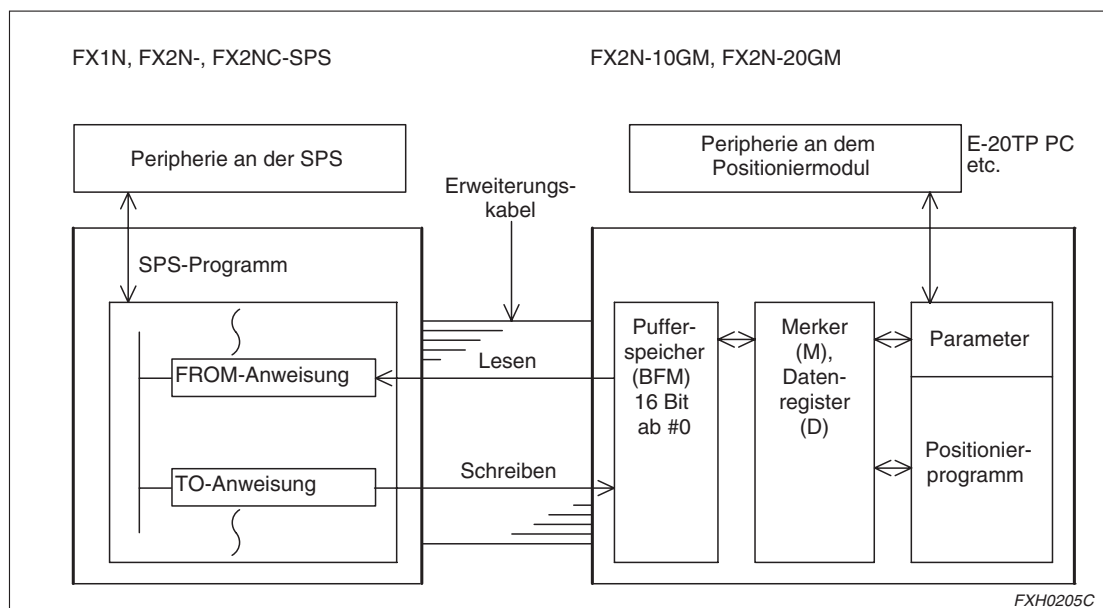 FX1N, FX2N-, FX2NC-SPS
FX2N-10GM, FX2N-20GM
Peripherie an der SPS
Peripherie an dem
Positioniermodul
E-20TP PC
etc.
Erweiterungs-
kabel
SPS-Programm
FROM-Anweisung
TO-Anweisung
Lesen
Schreiben
Puffer-
speicher
(BFM)
16 Bit
ab #0
Merker
(M),
Daten-
register
(D)
Parameter
Positionier-
programm
FXH0205C